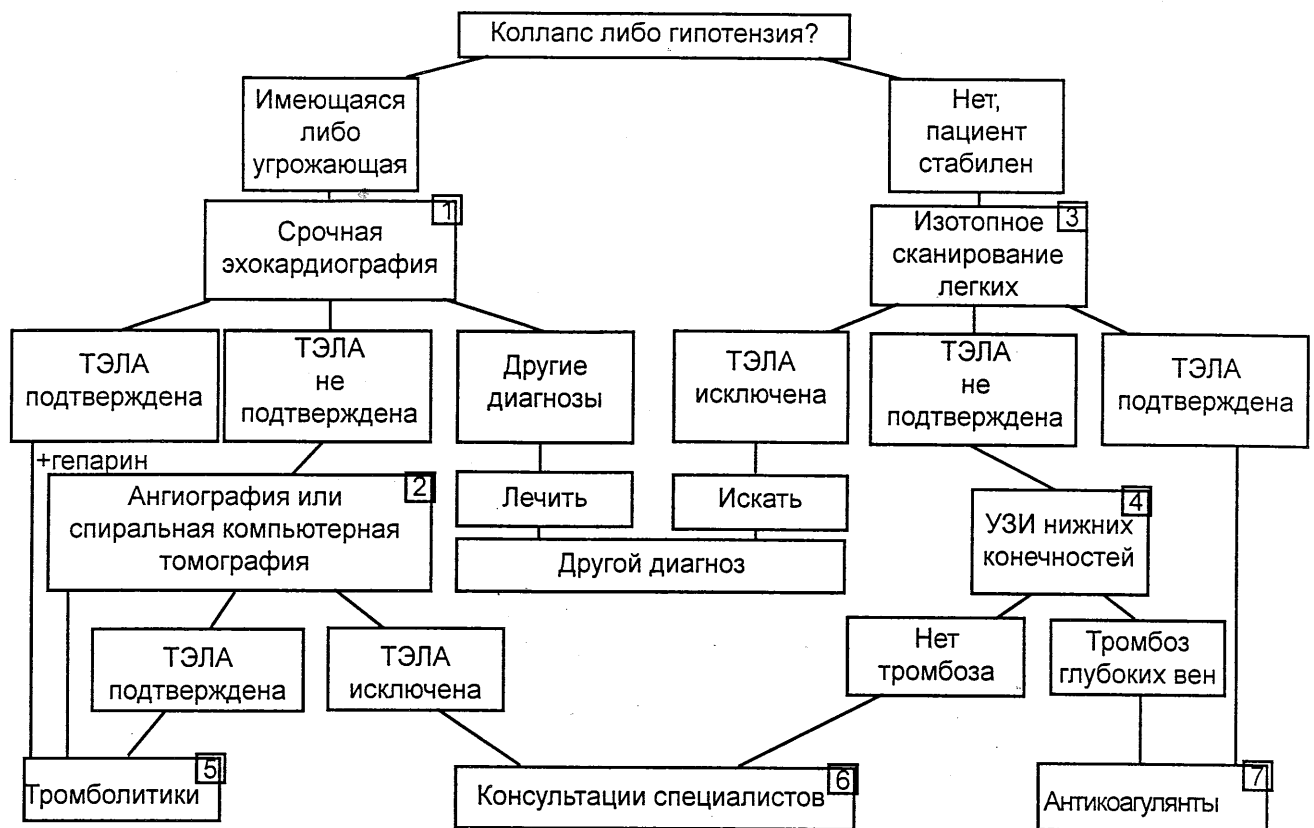 Коллапс либо гипотензия?
Имеющаяся
либо
угрожающая
Нет,
пациент
стабилен
1
Срочная
эхокардиография
3
Изотопное
сканирование
легких
ТЭЛА
подтверждена
ТЭЛА
не
подтверждена
Другие
диагнозы
ТЭЛА
исключена
ТЭЛА
не
подтверждена
ТЭЛА
подтверждена
+гепарин
2
Ангиография или
спиральная компьютерная
томография
Лечить
Искать
Другой диагноз
4
УЗИ нижних
конечностей
ТЭЛА
подтверждена
ТЭЛА
исключена
Нет
тромбоза
Тромбоз
глубоких вен
5
Тромболитики
6
Консультации специалистов
7
Антикоагулянты